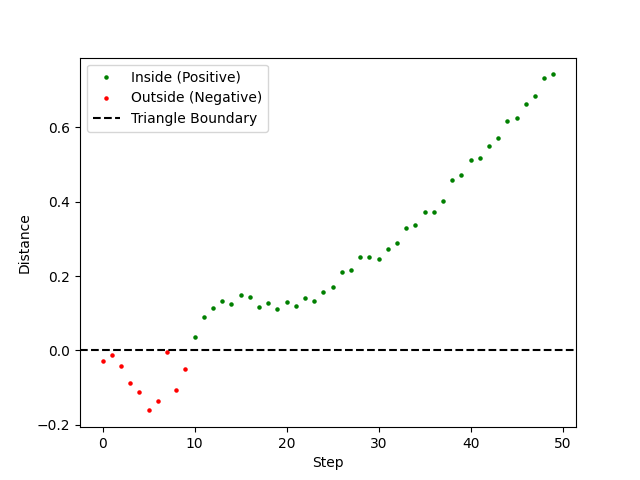 Inside (Positive)
Outside (Negative)
Triangle Boundary
0.6
0.4
0.2
0.0
−0.2
Distance
0 10 20 30 40 50
Step